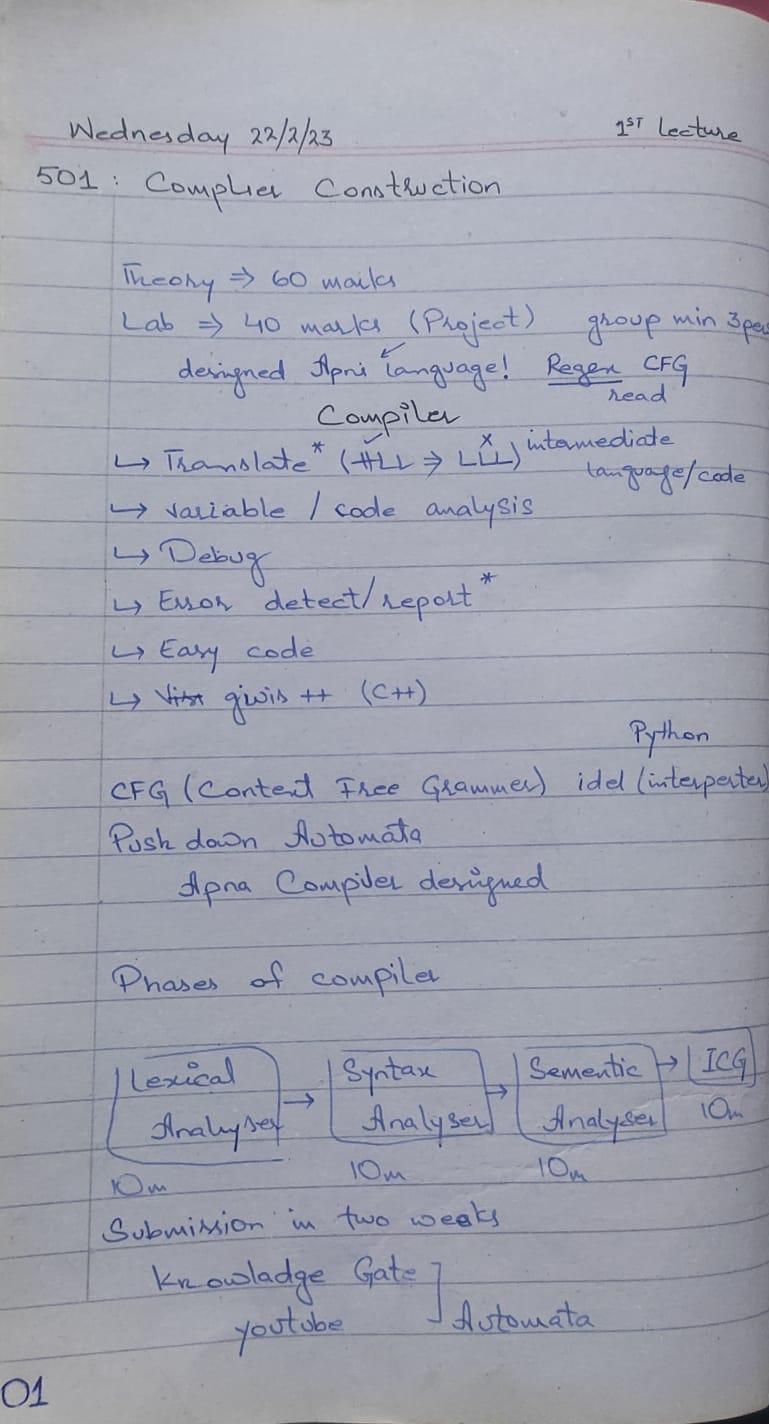 Wednesday 22/2/23 1ST lecture
501: Complier Construction
Theory ⇒ 60 marks
Lab ⇒ 40 marks (Project) group min 3
designed Apni language! Regex CFG
read
Compiler
↳ Translate* (HLL ⇒ LLL) intermediate
language/code
↳ variable / code analysis
↳ Debug
↳ Error detect/report*
↳ Easy code
↳ ++ (C++)
Python
CFG (Context Free Grammer) idel (interpeter)
Push down Automata
Apna Compiler designed
Phases of compiler
Lexical → Syntax → Sementic → ICG
Analyser Analyser Analyser 10m
10m 10m 10m
Submission in two weeks
Knowladge Gate
youtube Automata
01